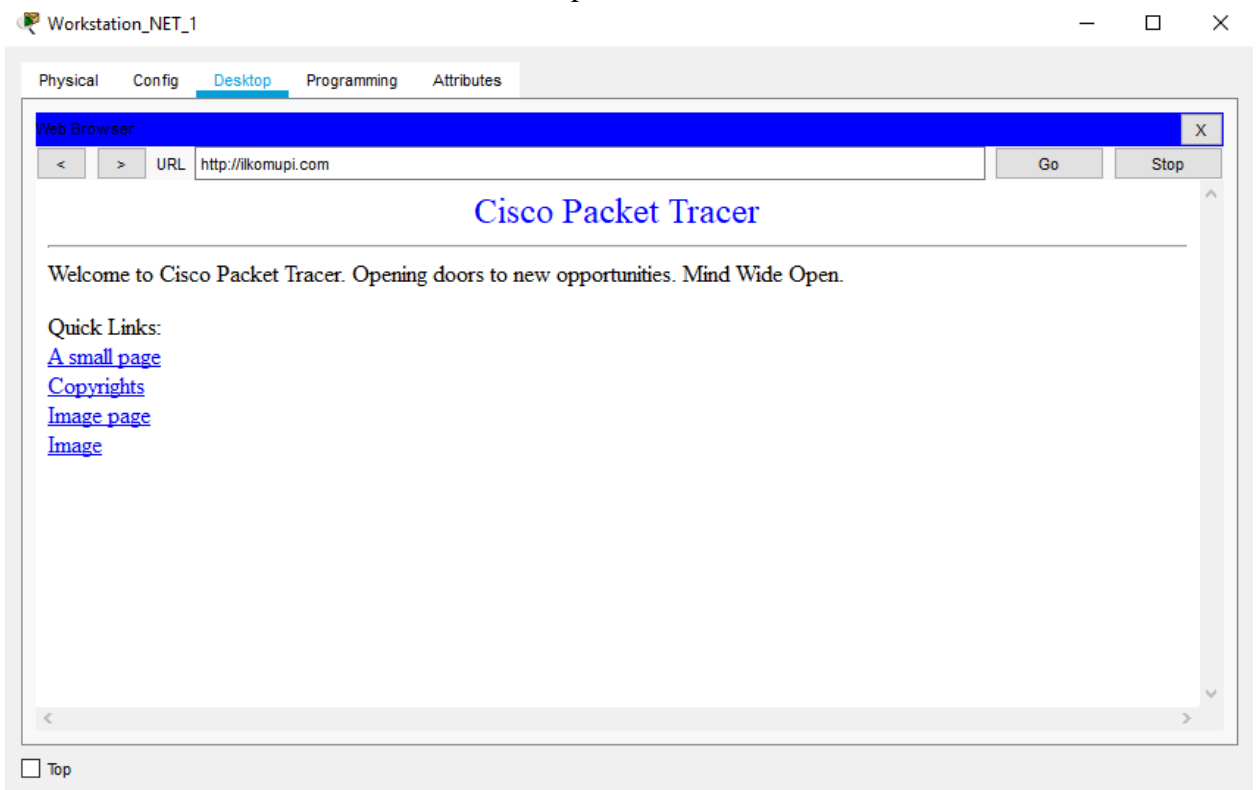 Workstation_NET_1
Physical Config Desktop Programming Attributes
Web Browser X
< > URL http://ilkomupi.com Go Stop
Cisco Packet Tracer
Welcome to Cisco Packet Tracer. Opening doors to new opportunities. Mind Wide Open.
Quick Links:
A small page
Copyrights
Image page
Image
Top